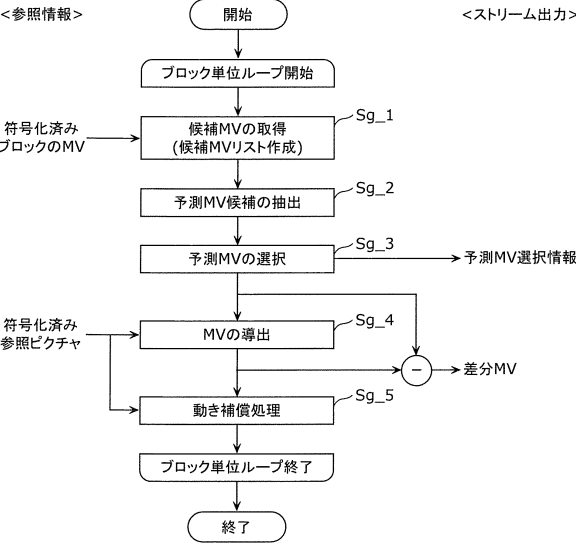 <参照情報>
開始
<ストリーム出力>
ブロック単位ループ開始
Sg_1
符号化済み
ブロックのMV
候補MVの取得
(候補MVリスト作成)
Sg_2
予測MV候補の抽出
Sg_3
予測MVの選択
予測MV選択情報
符号化済み
参照ピクチャ
Sg_4
MVの導出
−
差分MV
Sg_5
動き補償処理
ブロック単位ループ終了
終了